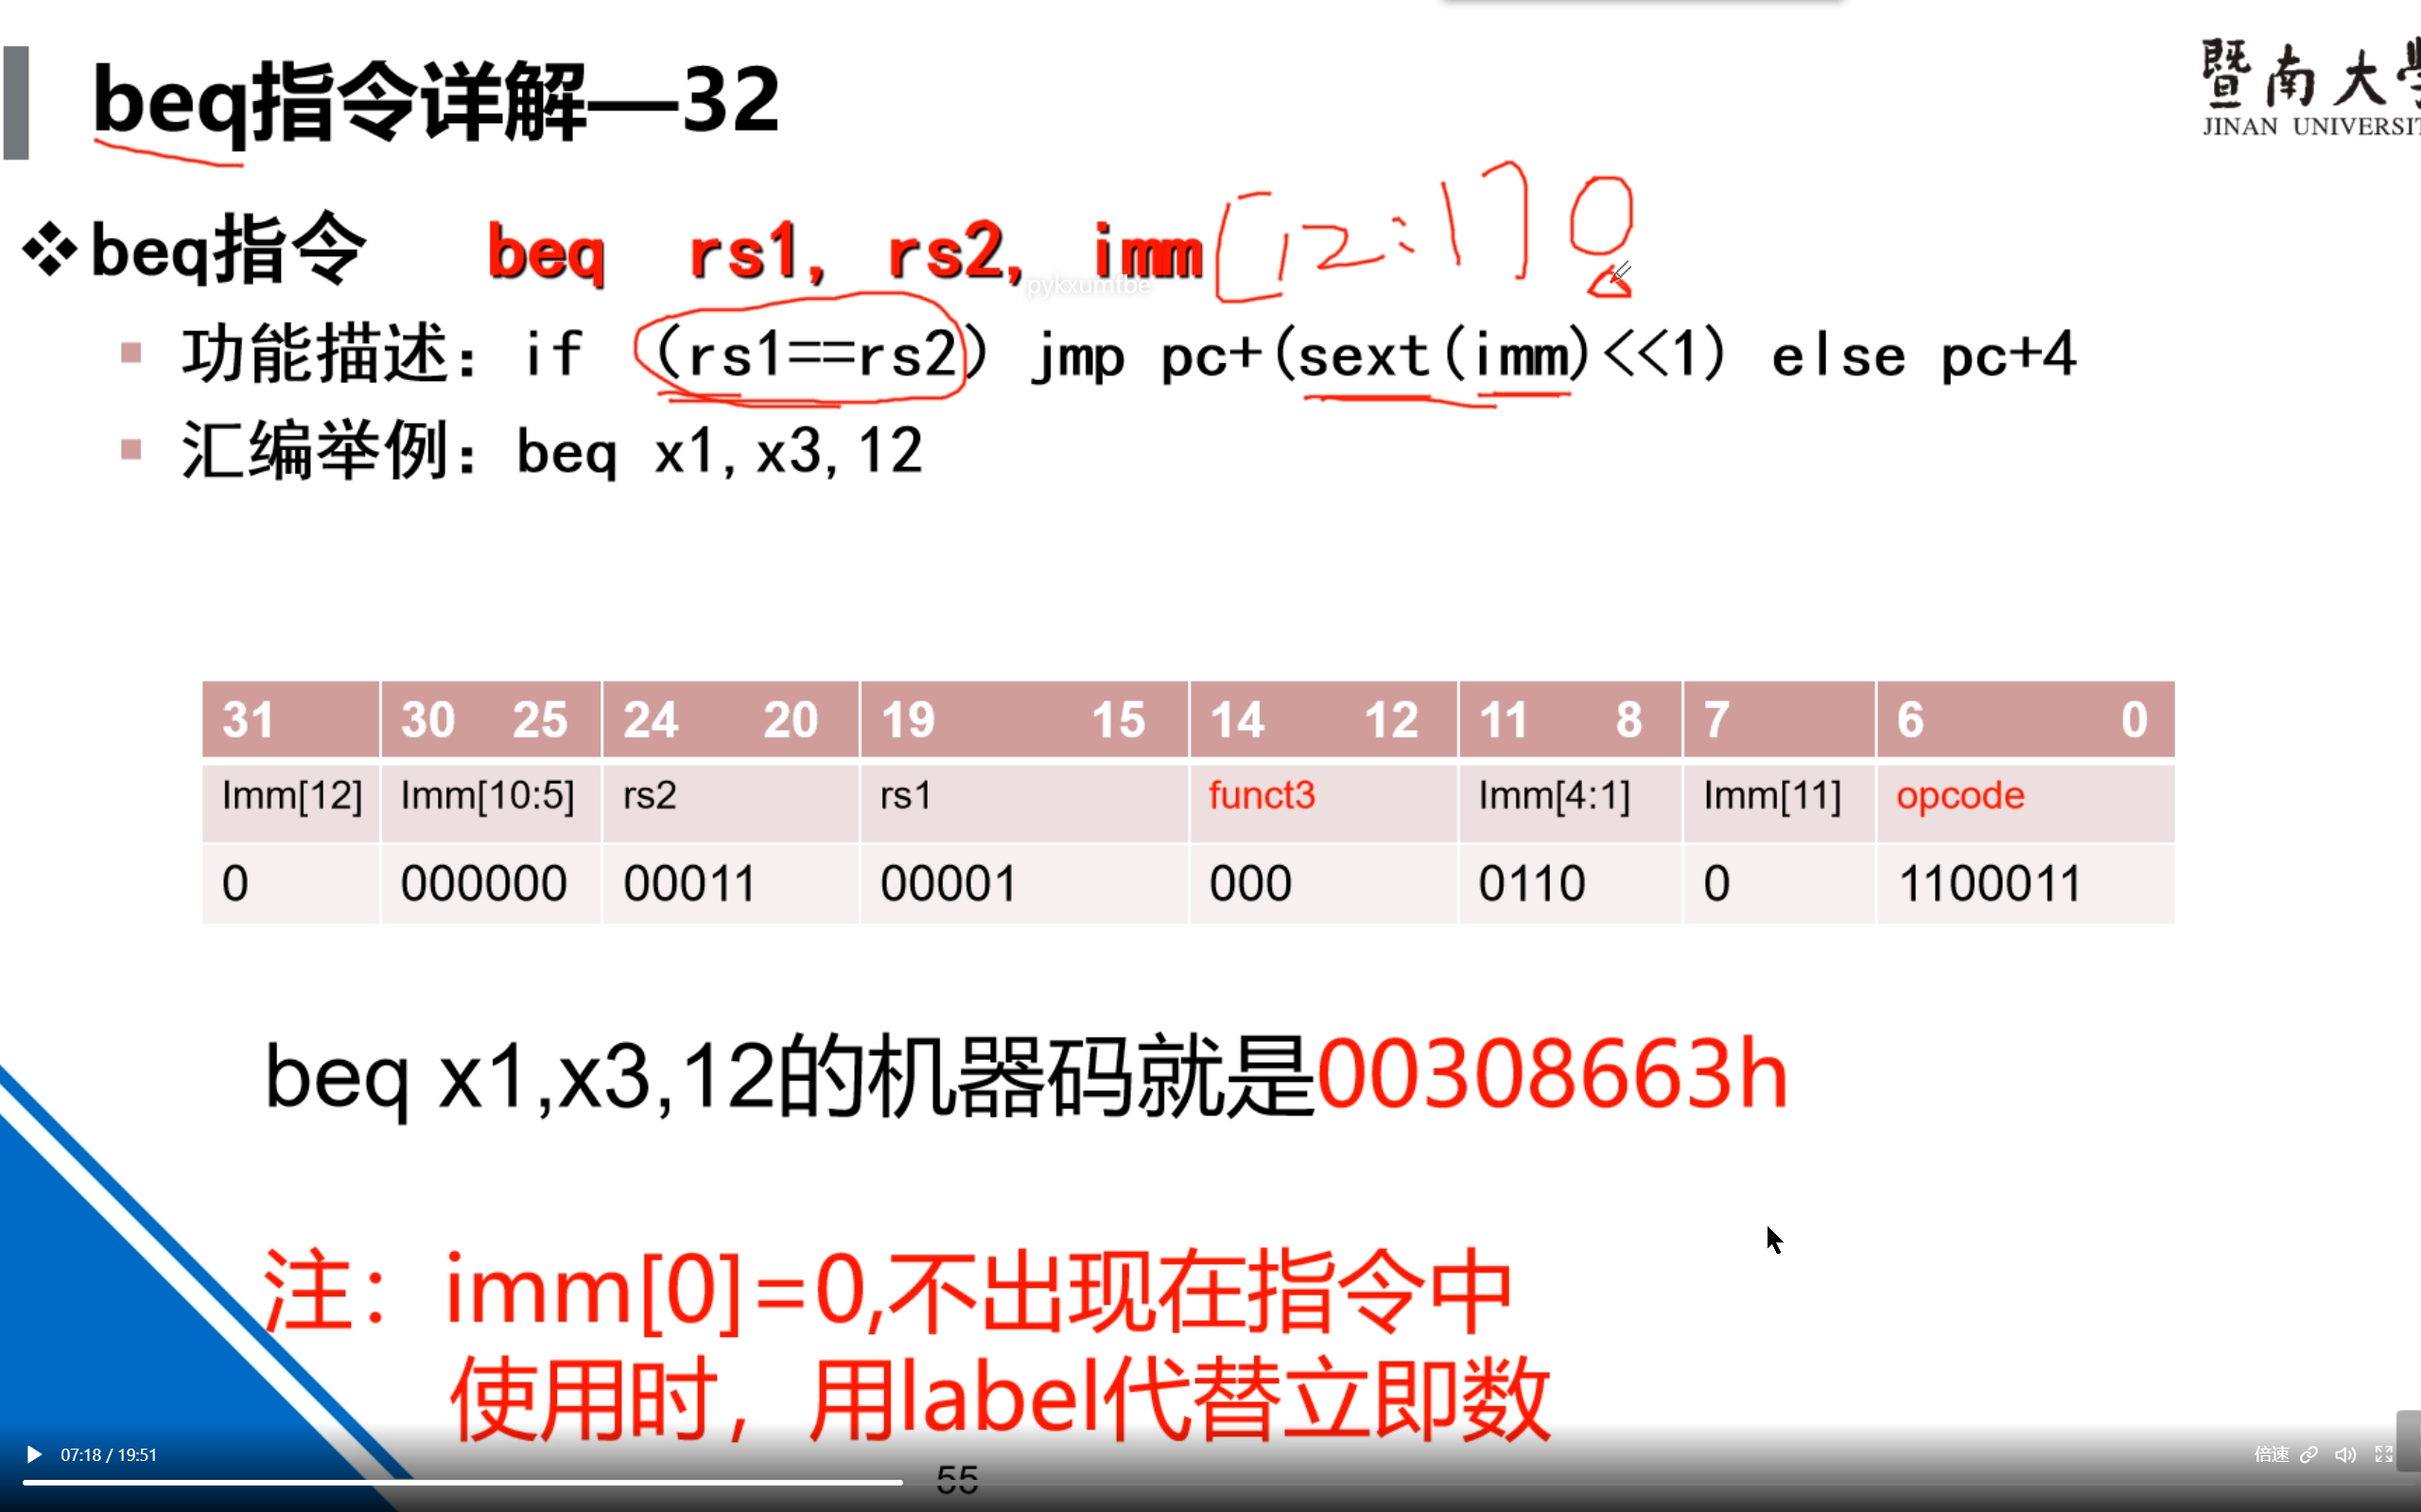 beq指令详解—32
暨南大学
JINAN UNIVERSIT
❖beq指令 beq rs1, rs2, imm [12:1] 0
pykxumfbe
▪ 功能描述：if (rs1==rs2) jmp pc+(sext(imm)<<1) else pc+4
▪ 汇编举例：beq x1,x3,12
31 30 25 24 20 19 15 14 12 11 8 7 6 0
Imm[12] Imm[10:5] rs2 rs1 funct3 Imm[4:1] Imm[11] opcode
0 000000 00011 00001 000 0110 0 1100011
beq x1,x3,12的机器码就是00308663h
注：imm[0]=0,不出现在指令中
使用时，用label代替立即数
07:18 / 19:51
倍速
55